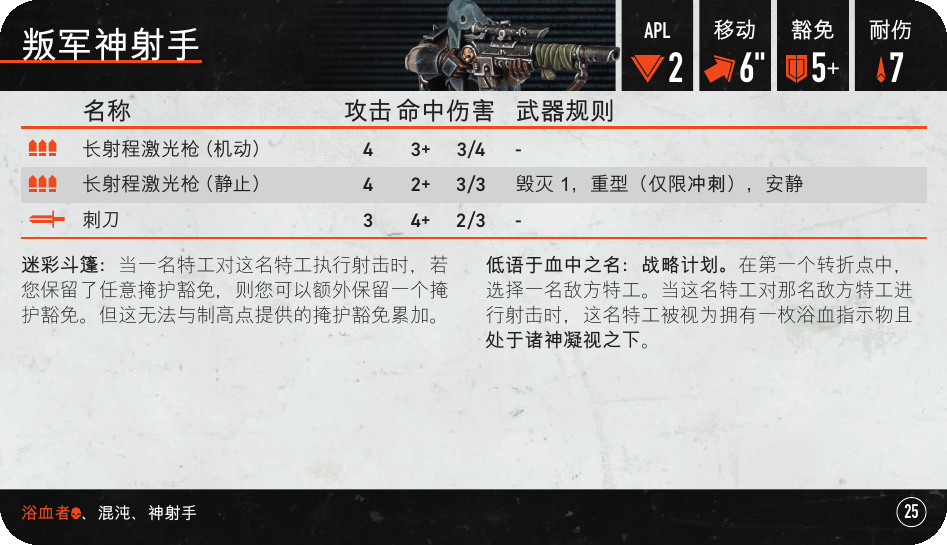 叛军神射手
APL 移动 豁免 耐伤
2 6" 5+ 7
名称 攻击 命中 伤害 武器规则
长射程激光枪（机动） 4 3+ 3/4 -
长射程激光枪（静止） 4 2+ 3/3 毁灭 1，重型（仅限冲刺），安静
刺刀 3 4+ 2/3 -
迷彩斗篷：当一名特工对这名特工执行射击时，若
您保留了任意掩护豁免，则您可以额外保留一个掩
护豁免。但这无法与制高点提供的掩护豁免累加。
低语于血中之名：战略计划。在第一个转折点中，
选择一名敌方特工。当这名特工对那名敌方特工进
行射击时，这名特工被视为拥有一枚浴血指示物且
处于诸神凝视之下。
浴血者、混沌、神射手
25